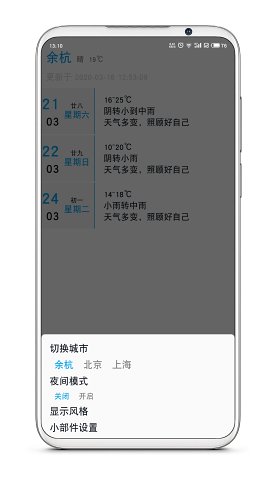 13.10 76
余杭 晴 19℃
更新于 2020-03-16 12:53:09
21 廿八 16~25℃
03 星期六 阴转小到中雨
天气多变，照顾好自己
22 廿九 10~20℃
03 星期日 阴转小雨
天气多变，照顾好自己
24 初一 14~18℃
03 星期二 小雨转中雨
天气多变，照顾好自己
切换城市
余杭 北京 上海
夜间模式
关闭 开启
显示风格
小部件设置